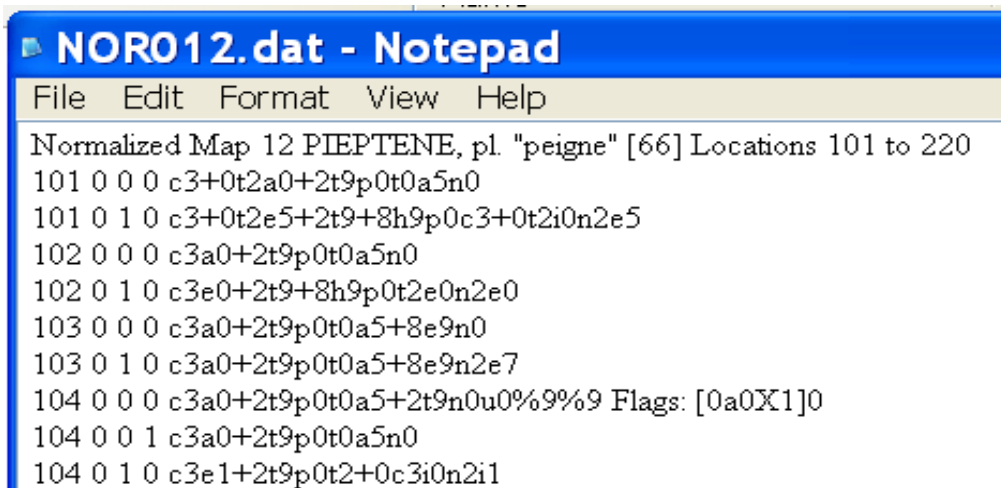 NOR012.dat - Notepad
File Edit Format View Help
Normalized Map 12 PIEPTENE, pl. "peigne" [66] Locations 101 to 220
101 0 0 0 c3+0t2a0+2t9p0t0a5n0
101 0 1 0 c3+0t2e5+2t9+8h9p0c3+0t2i0n2e5
102 0 0 0 c3a0+2t9p0t0a5n0
102 0 1 0 c3e0+2t9+8h9p0t2e0n2e0
103 0 0 0 c3a0+2t9p0t0a5+8e9n0
103 0 1 0 c3a0+2t9p0t0a5+8e9n2e7
104 0 0 0 c3a0+2t9p0t0a5+2t9n0u0%9%9 Flags: [0a0X1]0
104 0 0 1 c3a0+2t9p0t0a5n0
104 0 1 0 c3e1+2t9p0t2+0c3i0n2i1